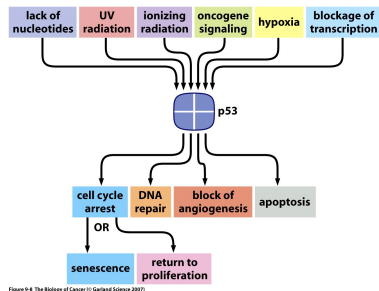 lack of
nucleotides
UV
radiation
ionizing
radiation
oncogene
signaling
hypoxia
blockage of
transcription
p53
cell cycle
arrest
DNA
repair
block of
angiogenesis
apoptosis
OR
senescence
return to
proliferation
Figure 9-8 The Biology of Cancer (© Garland Science 2007)